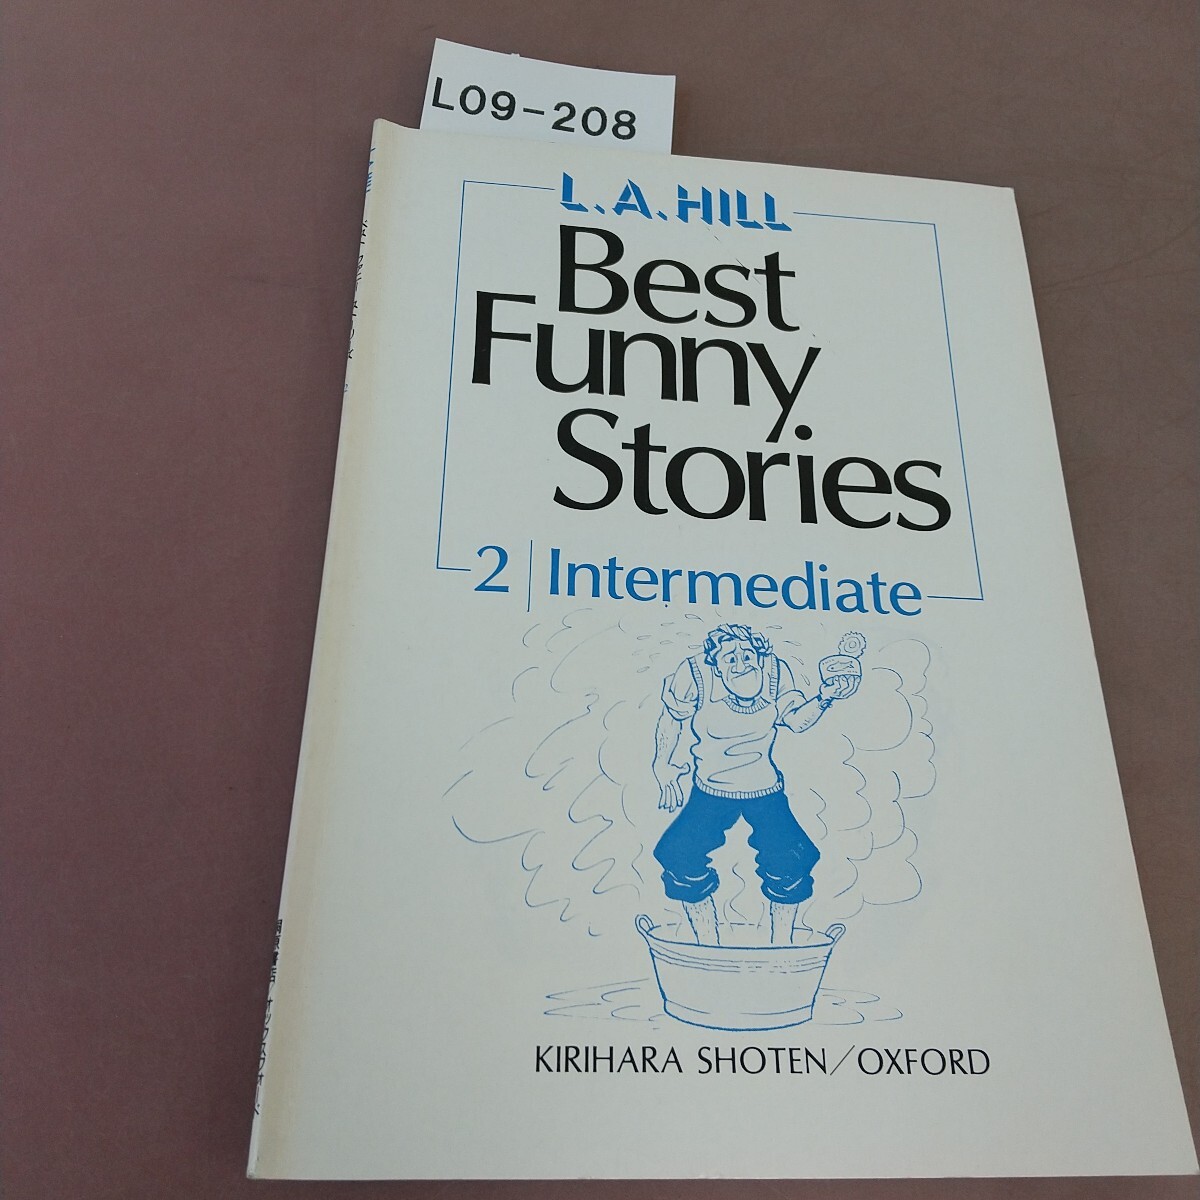 L09-208
L.A.HILL
Best
Funny
Stories
2 Intermediate
KIRIHARA SHOTEN/OXFORD